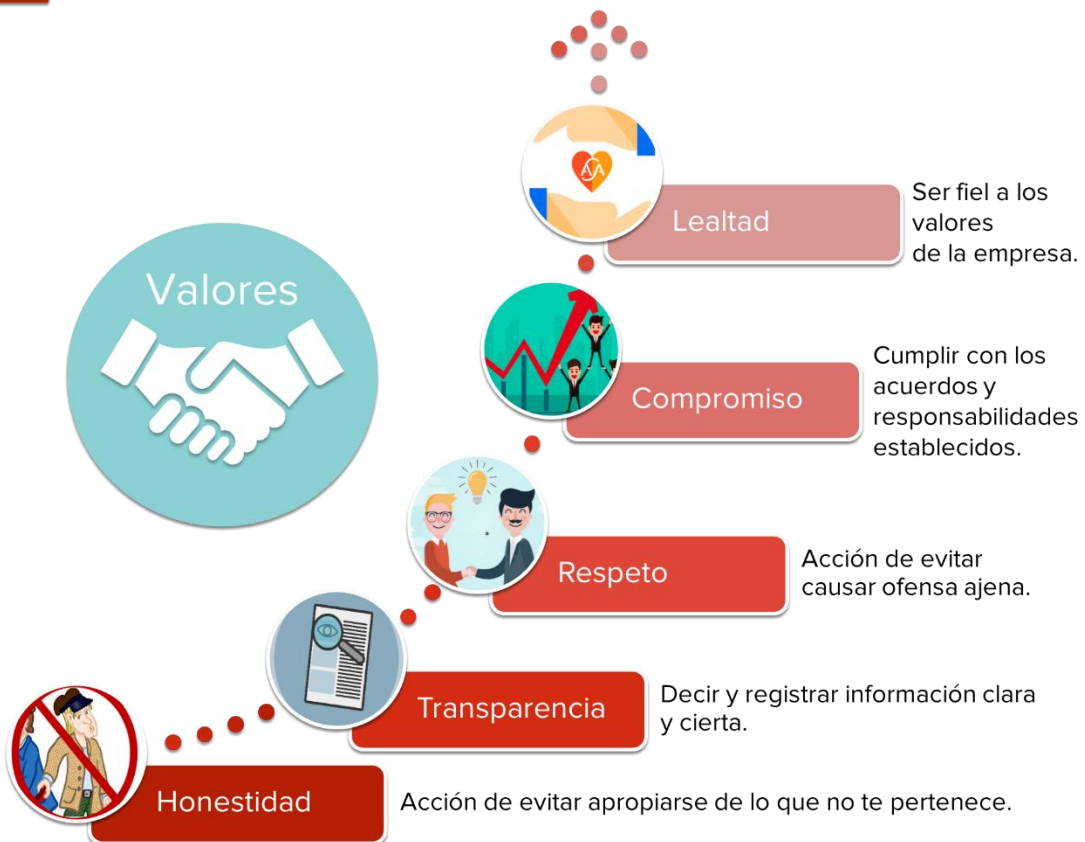 Valores
Lealtad
Ser fiel a los
valores
de la empresa.
Compromiso
Cumplir con los
acuerdos y
responsabilidades
establecidos.
Respeto
Acción de evitar
causar ofensa ajena.
Transparencia
Decir y registrar información clara
y cierta.
Honestidad
Acción de evitar apropiarse de lo que no te pertenece.